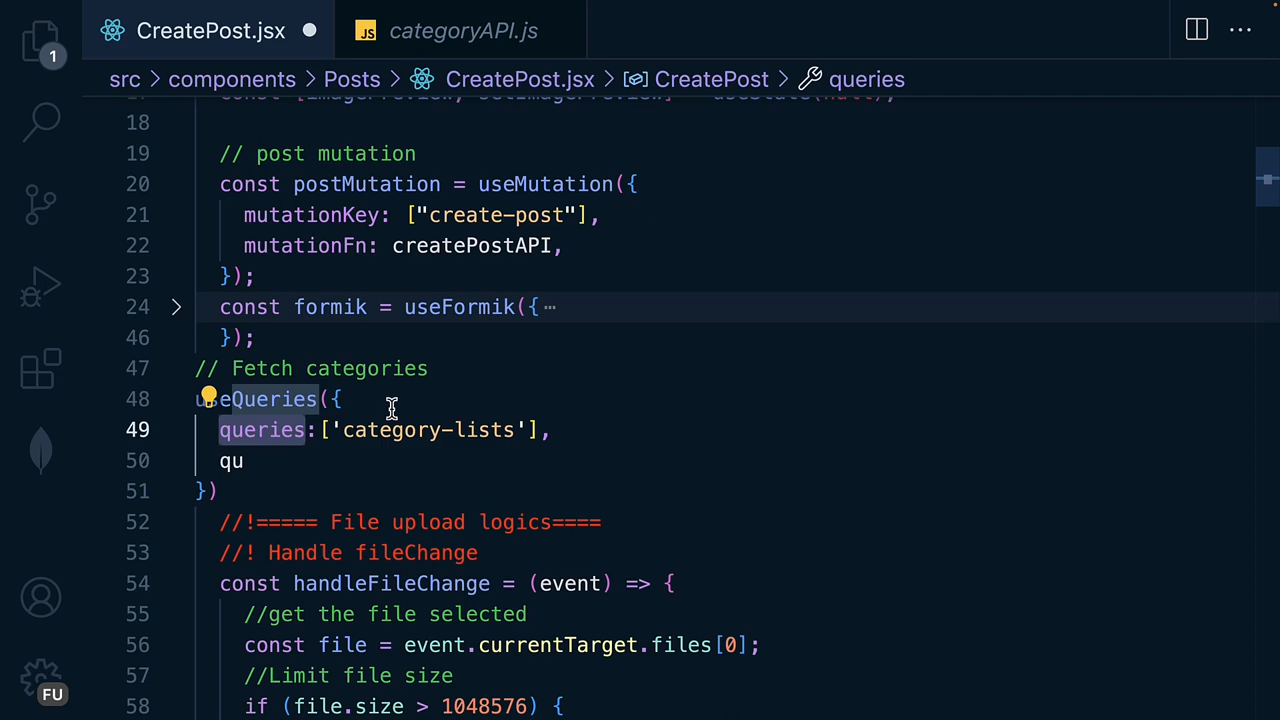 1
CreatePost.jsx
JS categoryAPI.js
src > components > Posts > CreatePost.jsx > CreatePost > queries
18
19 // post mutation
20 const postMutation = useMutation({
21 mutationKey: ["create-post"],
22 mutationFn: createPostAPI,
23 });
24 const formik = useFormik({ ⋯
46 });
47 // Fetch categories
48 useQueries({
49 queries:['category-lists'],
50 qu
51 })
52 //!===== File upload logics====
53 //! Handle fileChange
54 const handleFileChange = (event) => {
55 //get the file selected
56 const file = event.currentTarget.files[0];
57 //Limit file size
58 if (file.size > 1048576) {
FU